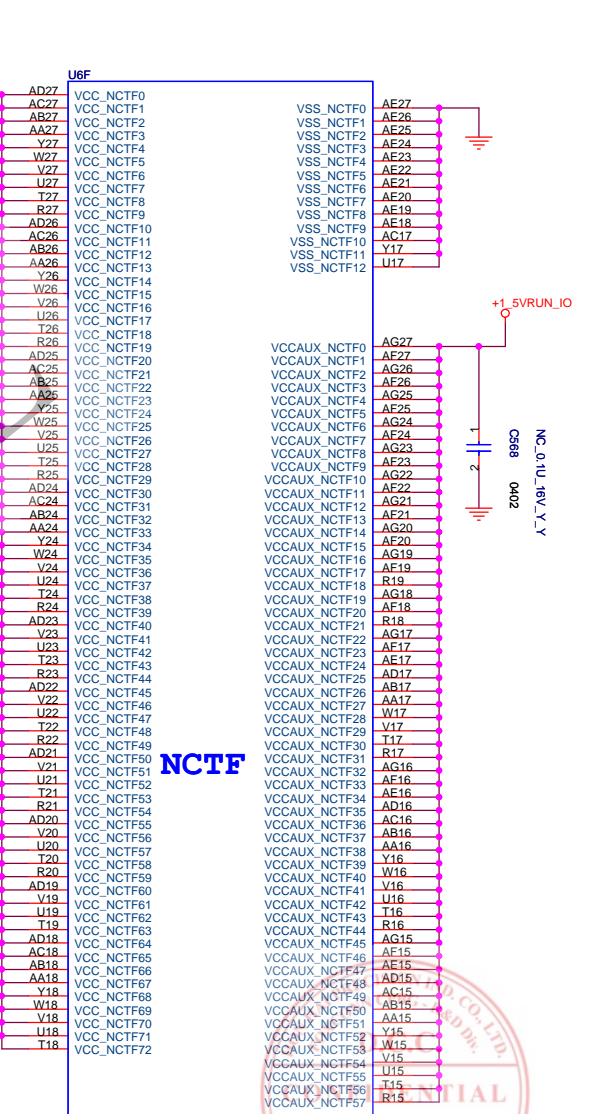 U6F
AD27 VCC_NCTF0
AC27 VCC_NCTF1
AB27 VCC_NCTF2
AA27 VCC_NCTF3
Y27 VCC_NCTF4
W27 VCC_NCTF5
V27 VCC_NCTF6
U27 VCC_NCTF7
T27 VCC_NCTF8
R27 VCC_NCTF9
AD26 VCC_NCTF10
AC26 VCC_NCTF11
AB26 VCC_NCTF12
AA26 VCC_NCTF13
Y26 VCC_NCTF14
W26 VCC_NCTF15
V26 VCC_NCTF16
U26 VCC_NCTF17
T26 VCC_NCTF18
R26 VCC_NCTF19
AD25 VCC_NCTF20
AC25 VCC_NCTF21
AB25 VCC_NCTF22
AA25 VCC_NCTF23
Y25 VCC_NCTF24
W25 VCC_NCTF25
V25 VCC_NCTF26
U25 VCC_NCTF27
T25 VCC_NCTF28
R25 VCC_NCTF29
AD24 VCC_NCTF30
AC24 VCC_NCTF31
AB24 VCC_NCTF32
AA24 VCC_NCTF33
Y24 VCC_NCTF34
W24 VCC_NCTF35
V24 VCC_NCTF36
U24 VCC_NCTF37
T24 VCC_NCTF38
R24 VCC_NCTF39
AD23 VCC_NCTF40
V23 VCC_NCTF41
U23 VCC_NCTF42
T23 VCC_NCTF43
R23 VCC_NCTF44
AD22 VCC_NCTF45
V22 VCC_NCTF46
U22 VCC_NCTF47
T22 VCC_NCTF48
R22 VCC_NCTF49
AD21 VCC_NCTF50
V21 VCC_NCTF51
U21 VCC_NCTF52
T21 VCC_NCTF53
R21 VCC_NCTF54
AD20 VCC_NCTF55
V20 VCC_NCTF56
U20 VCC_NCTF57
T20 VCC_NCTF58
R20 VCC_NCTF59
AD19 VCC_NCTF60
V19 VCC_NCTF61
U19 VCC_NCTF62
T19 VCC_NCTF63
AD18 VCC_NCTF64
AC18 VCC_NCTF65
AB18 VCC_NCTF66
AA18 VCC_NCTF67
Y18 VCC_NCTF68
W18 VCC_NCTF69
V18 VCC_NCTF70
U18 VCC_NCTF71
T18 VCC_NCTF72
NCTF
VSS_NCTF0 AE27
VSS_NCTF1 AE26
VSS_NCTF2 AE25
VSS_NCTF3 AE24
VSS_NCTF4 AE23
VSS_NCTF5 AE22
VSS_NCTF6 AE21
VSS_NCTF7 AE20
VSS_NCTF8 AE19
VSS_NCTF9 AE18
VSS_NCTF10 AC17
VSS_NCTF11 Y17
VSS_NCTF12 U17
VCCAUX_NCTF0 AG27
VCCAUX_NCTF1 AF27
VCCAUX_NCTF2 AG26
VCCAUX_NCTF3 AF26
VCCAUX_NCTF4 AG25
VCCAUX_NCTF5 AF25
VCCAUX_NCTF6 AG24
VCCAUX_NCTF7 AF24
VCCAUX_NCTF8 AG23
VCCAUX_NCTF9 AF23
VCCAUX_NCTF10 AG22
VCCAUX_NCTF11 AF22
VCCAUX_NCTF12 AG21
VCCAUX_NCTF13 AF21
VCCAUX_NCTF14 AG20
VCCAUX_NCTF15 AF20
VCCAUX_NCTF16 AG19
VCCAUX_NCTF17 AF19
VCCAUX_NCTF18 R19
VCCAUX_NCTF19 AG18
VCCAUX_NCTF20 AF18
VCCAUX_NCTF21 R18
VCCAUX_NCTF22 AG17
VCCAUX_NCTF23 AF17
VCCAUX_NCTF24 AE17
VCCAUX_NCTF25 AD17
VCCAUX_NCTF26 AB17
VCCAUX_NCTF27 AA17
VCCAUX_NCTF28 W17
VCCAUX_NCTF29 V17
VCCAUX_NCTF30 T17
VCCAUX_NCTF31 R17
VCCAUX_NCTF32 AG16
VCCAUX_NCTF33 AF16
VCCAUX_NCTF34 AE16
VCCAUX_NCTF35 AD16
VCCAUX_NCTF36 AC16
VCCAUX_NCTF37 AB16
VCCAUX_NCTF38 AA16
VCCAUX_NCTF39 Y16
VCCAUX_NCTF40 W16
VCCAUX_NCTF41 V16
VCCAUX_NCTF42 U16
VCCAUX_NCTF43 T16
VCCAUX_NCTF44 R16
VCCAUX_NCTF45 AG15
VCCAUX_NCTF46 AF15
VCCAUX_NCTF47 AE15
VCCAUX_NCTF48 AD15
VCCAUX_NCTF49 AC15
VCCAUX_NCTF50 AB15
VCCAUX_NCTF51 AA15
VCCAUX_NCTF52 Y15
VCCAUX_NCTF53 W15
VCCAUX_NCTF54 V15
VCCAUX_NCTF55 U15
VCCAUX_NCTF56 T15
VCCAUX_NCTF57 R15
+1_5VRUN_IO
1
2
C568 0402
NC_0.1U_16V_Y_Y
IND. CO., LTD.
R&D Div.